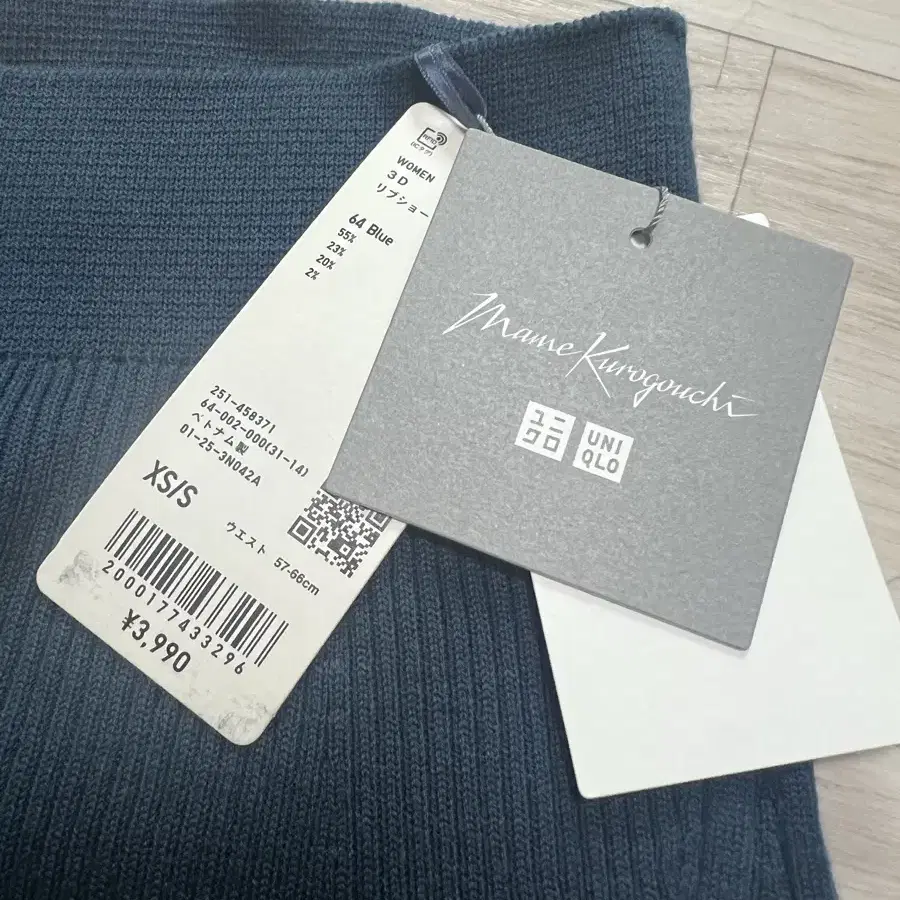 RFID
WOMEN
3D
リブショー
64 Blue
55%
23%
20%
2%
251-458371
64-002-000(31-14)
ベトナム製
01-25-3N042A
XS/S
ウエスト 57-66cm
2000177433296
¥3,990
Mame Kurogouchi
ユニ
クロ
UNI
QLO